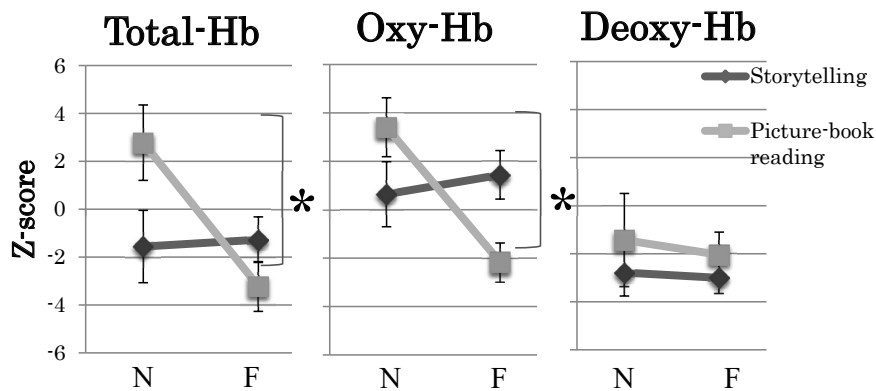 Total-Hb
Oxy-Hb
Deoxy-Hb
Z-score
6
4
2
0
-2
-4
-6
*
*
Storytelling
Picture-book
reading
N
F
N
F
N
F